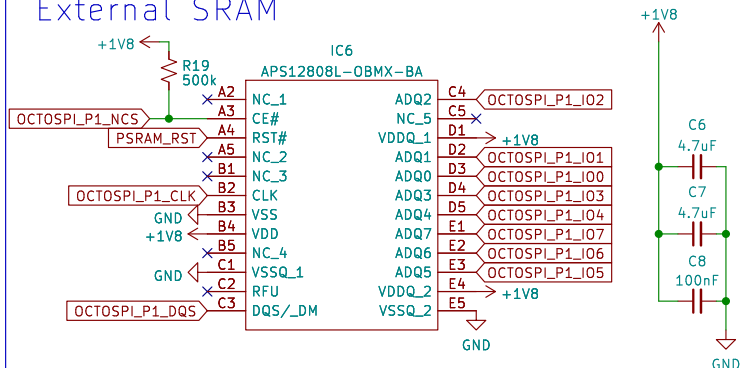 External SRAM
+1V8
R19
500k
IC6
APS12808L-OBMX-BA
OCTOSPI_P1_NCS
PSRAM_RST
OCTOSPI_P1_CLK
GND
+1V8
GND
OCTOSPI_P1_DQS
A2 NC_1
A3 CE#
A4 RST#
A5 NC_2
B1 NC_3
B2 CLK
B3 VSS
B4 VDD
B5 NC_4
C1 VSSQ_1
C2 RFU
C3 DQS/_DM
ADQ2 C4 OCTOSPI_P1_IO2
NC_5 C5
VDDQ_1 D1 +1V8
ADQ1 D2 OCTOSPI_P1_IO1
ADQ0 D3 OCTOSPI_P1_IO0
ADQ3 D4 OCTOSPI_P1_IO3
ADQ4 D5 OCTOSPI_P1_IO4
ADQ7 E1 OCTOSPI_P1_IO7
ADQ6 E2 OCTOSPI_P1_IO6
ADQ5 E3 OCTOSPI_P1_IO5
VDDQ_2 E4 +1V8
VSSQ_2 E5
GND
+1V8
C6
4.7uF
C7
4.7uF
C8
100nF
GND